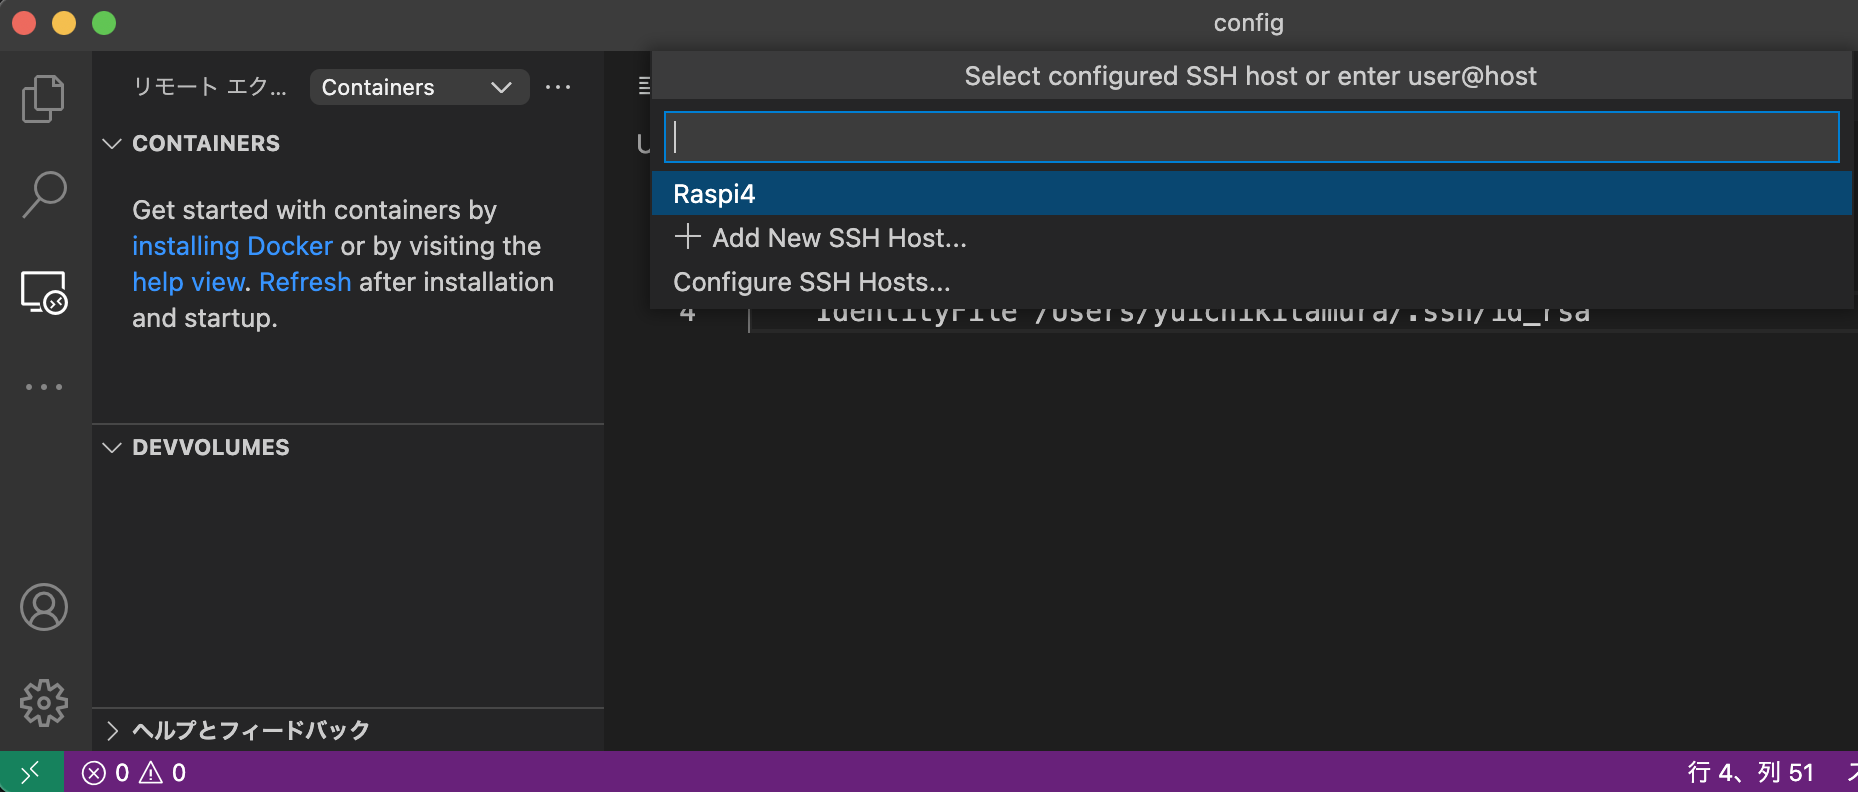 config
リモート エク...
Containers
Select configured SSH host or enter user@host
CONTAINERS
Raspi4
Get started with containers by
installing Docker or by visiting the
help view. Refresh after installation
and startup.
Add New SSH Host...
Configure SSH Hosts...
4 IdentityFile /Users/yuichikitamura/.ssh/id_rsa
DEVVOLUMES
ヘルプとフィードバック
0 0
行 4、列 51